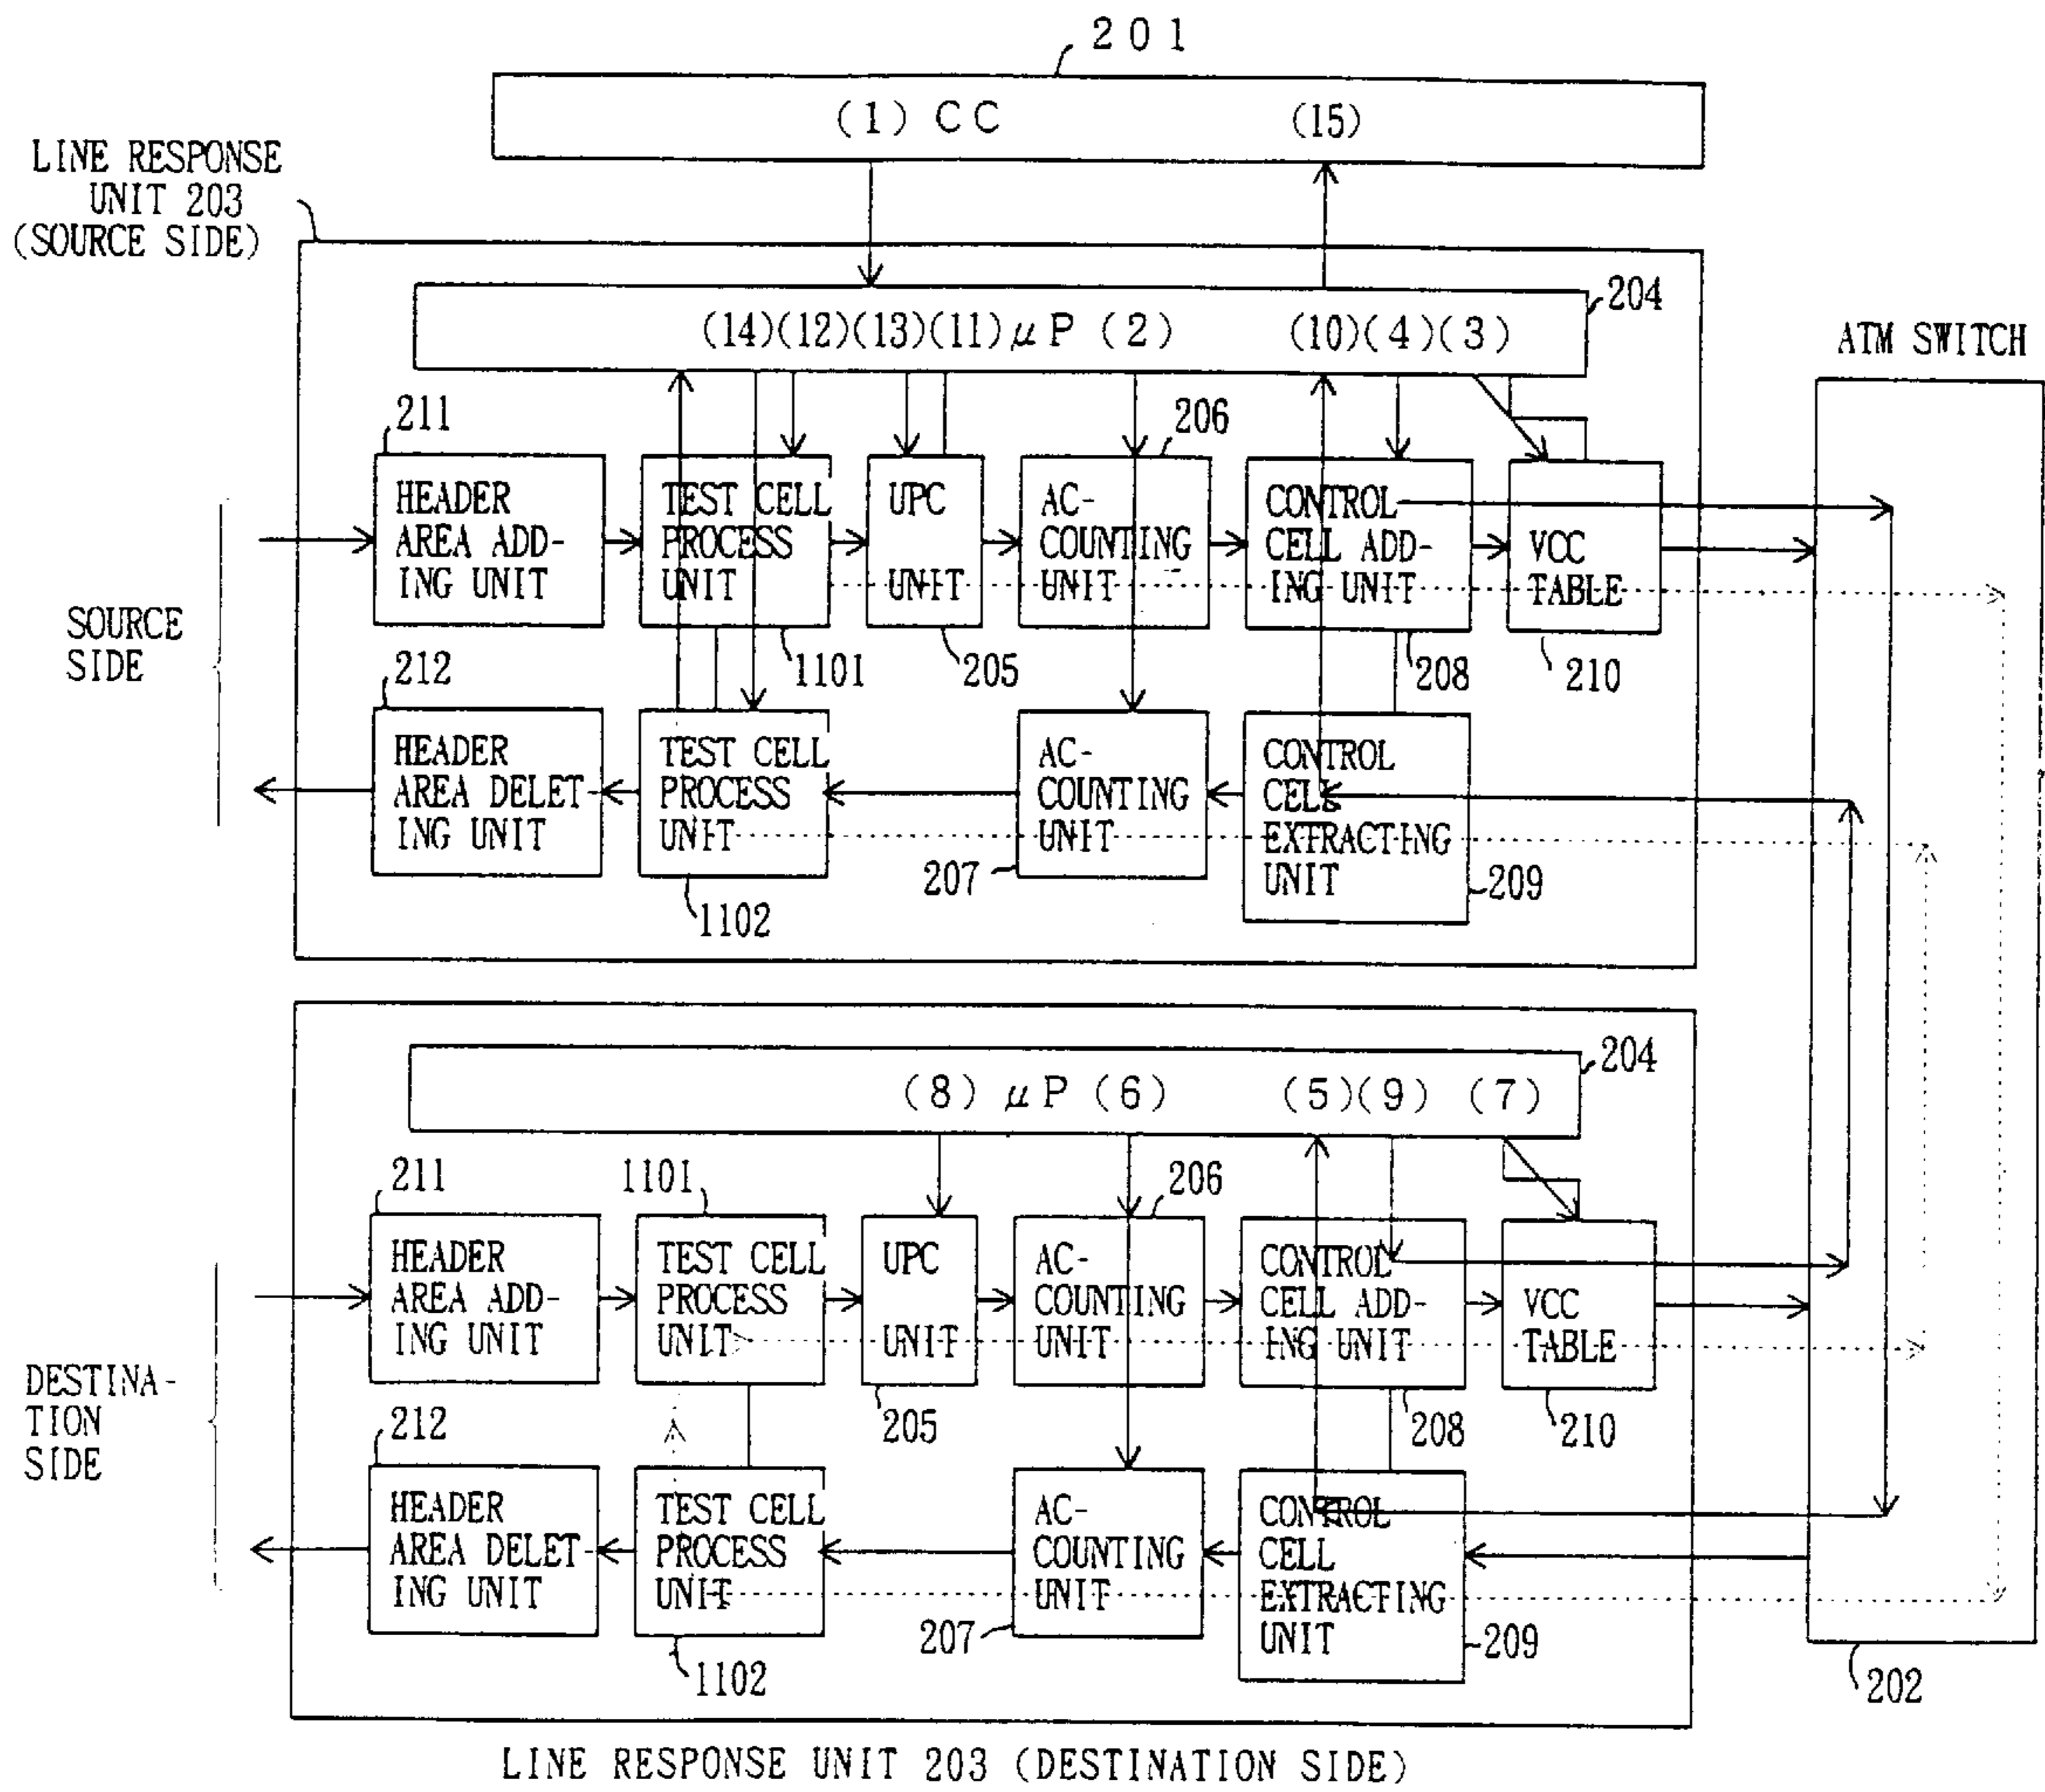 201
(1) CC (15)
LINE RESPONSE
UNIT 203
(SOURCE SIDE)
204
(14)(12)(13)(11) μP (2) (10)(4)(3)
ATM SWITCH
211
206
HEADER
AREA ADD-
ING UNIT
TEST CELL
PROCESS
UNIT
UPC
UNIT
AC-
COUNTING
UNIT
CONTROL
CELL ADD-
ING UNIT
VCC
TABLE
SOURCE
SIDE
212
1101
205
208
210
HEADER
AREA DELET-
ING UNIT
TEST CELL
PROCESS
UNIT
AC-
COUNTING
UNIT
CONTROL
CELL
EXTRACTING
UNIT
207
209
1102
204
(8) μP (6) (5)(9) (7)
211
1101
206
HEADER
AREA ADD-
ING UNIT
TEST CELL
PROCESS
UNIT
UPC
UNIT
AC-
COUNTING
UNIT
CONTROL
CELL ADD-
ING UNIT
VCC
TABLE
DESTINA-
TION
SIDE
212
205
208
210
HEADER
AREA DELET-
ING UNIT
TEST CELL
PROCESS
UNIT
AC-
COUNTING
UNIT
CONTROL
CELL
EXTRACTING
UNIT
207
209
1102
202
LINE RESPONSE UNIT 203 (DESTINATION SIDE)